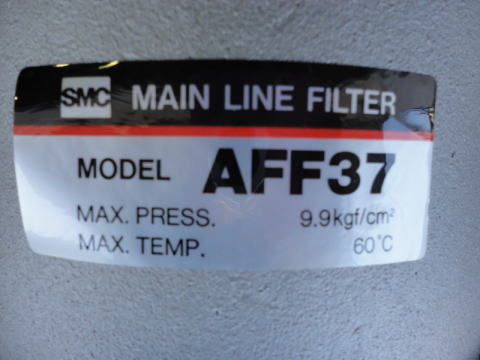 SMC MAIN LINE FILTER
MODEL AFF37
MAX. PRESS. 9.9kgf/cm²
MAX. TEMP. 60°C